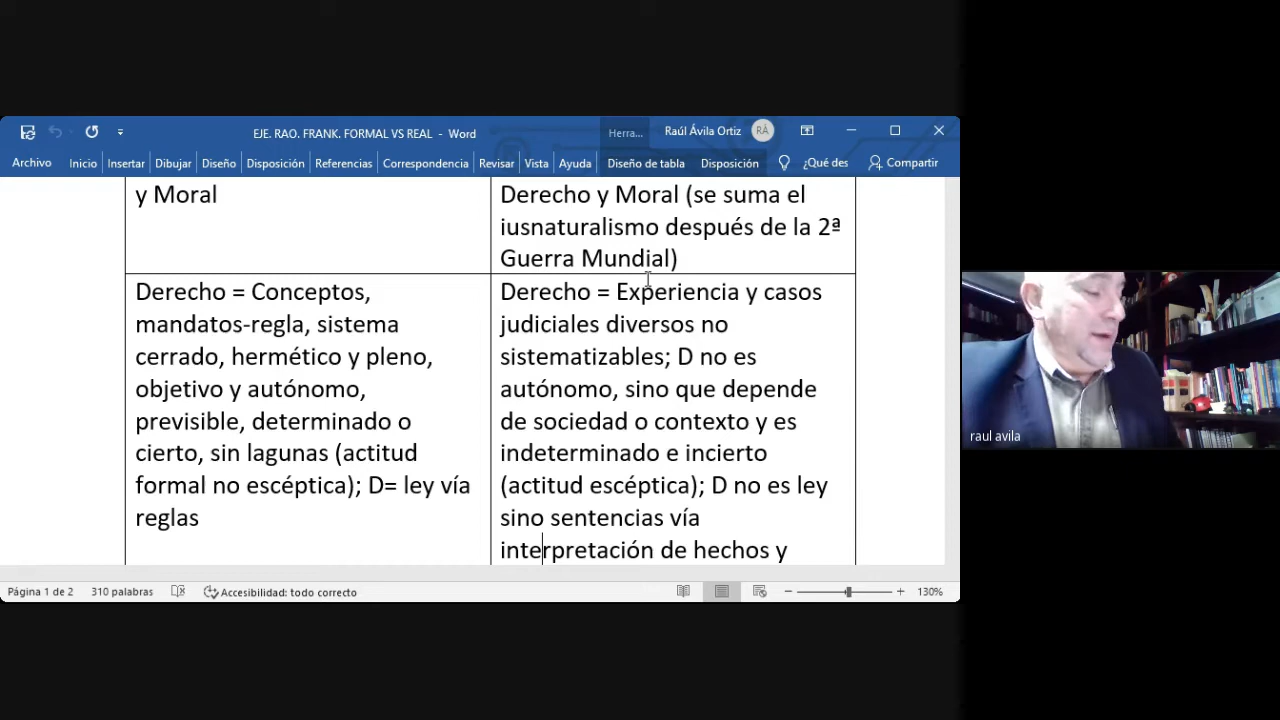 EJE. RAO. FRANK. FORMAL VS REAL - Word
Herra...
Raúl Ávila Ortiz
RÁ
Archivo Inicio Insertar Dibujar Diseño Disposición Referencias Correspondencia Revisar Vista Ayuda Diseño de tabla Disposición ¿Qué des Compartir
y Moral
Derecho y Moral (se suma el
iusnaturalismo después de la 2ª
Guerra Mundial)
Derecho = Conceptos,
mandatos-regla, sistema
cerrado, hermético y pleno,
objetivo y autónomo,
previsible, determinado o
cierto, sin lagunas (actitud
formal no escéptica); D= ley vía
reglas
Derecho = Experiencia y casos
judiciales diversos no
sistematizables; D no es
autónomo, sino que depende
de sociedad o contexto y es
indeterminado e incierto
(actitud escéptica); D no es ley
sino sentencias vía
interpretación de hechos y
raul avila
Página 1 de 2 310 palabras Accesibilidad: todo correcto 130%